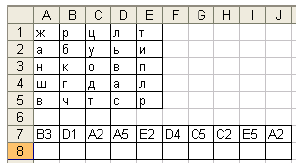 A B C D E F G H I J
1 ж р ц л т
2 а б у ь и
3 н к о в п
4 ш г д а л
5 в ч т с р
6
7 B3 D1 A2 A5 E2 D4 C5 C2 E5 A2
8